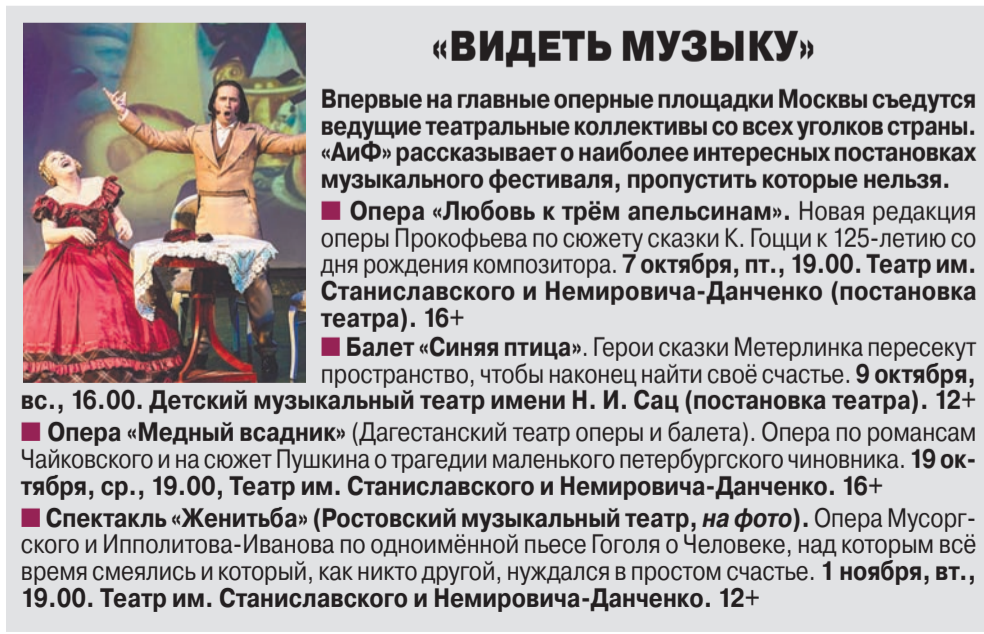 «ВИДЕТЬ МУЗЫКУ»
Впервые на главные оперные площадки Москвы съедутся
ведущие театральные коллективы со всех уголков страны.
«АиФ» рассказывает о наиболее интересных постановках
музыкального фестиваля, пропустить которые нельзя.
■ Опера «Любовь к трём апельсинам». Новая редакция
оперы Прокофьева по сюжету сказки К. Гоцци к 125-летию со
дня рождения композитора. 7 октября, пт., 19.00. Театр им.
Станиславского и Немировича-Данченко (постановка
театра). 16+
■ Балет «Синяя птица». Герои сказки Метерлинка пересекут
пространство, чтобы наконец найти своё счастье. 9 октября,
вс., 16.00. Детский музыкальный театр имени Н. И. Сац (постановка театра). 12+
■ Опера «Медный всадник» (Дагестанский театр оперы и балета). Опера по романсам
Чайковского и на сюжет Пушкина о трагедии маленького петербургского чиновника. 19 ок-
тября, ср., 19.00, Театр им. Станиславского и Немировича-Данченко. 16+
■ Спектакль «Женитьба» (Ростовский музыкальный театр, на фото). Опера Мусорг-
ского и Ипполитова-Иванова по одноимённой пьесе Гоголя о Человеке, над которым всё
время смеялись и который, как никто другой, нуждался в простом счастье. 1 ноября, вт.,
19.00. Театр им. Станиславского и Немировича-Данченко. 12+